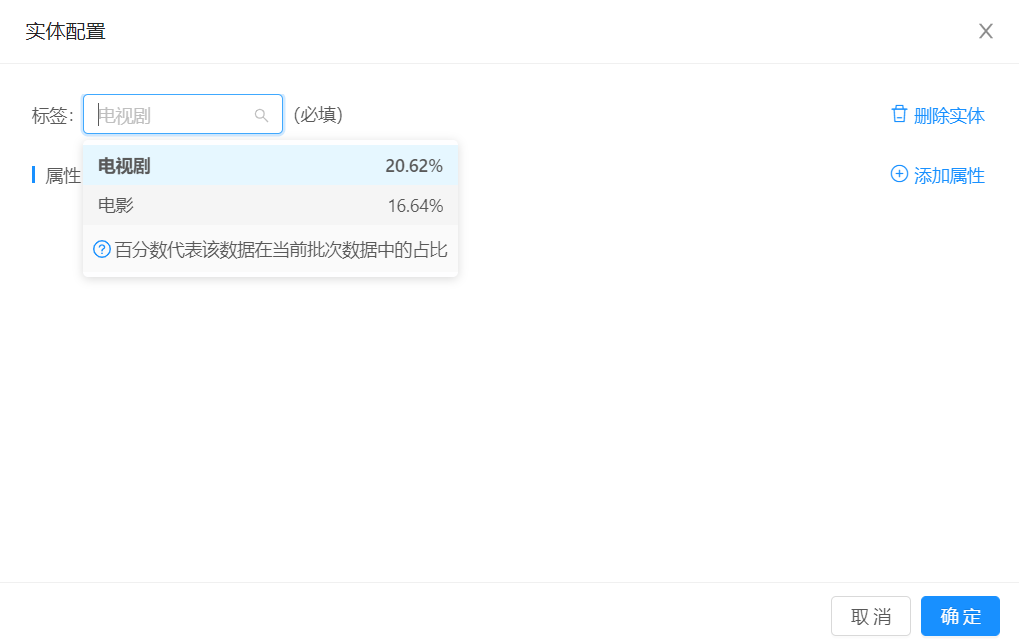 实体配置
标签: 电视剧 (必填) 删除实体
电视剧 20.62%
属性 添加属性
电影 16.64%
百分数代表该数据在当前批次数据中的占比
取消 确定